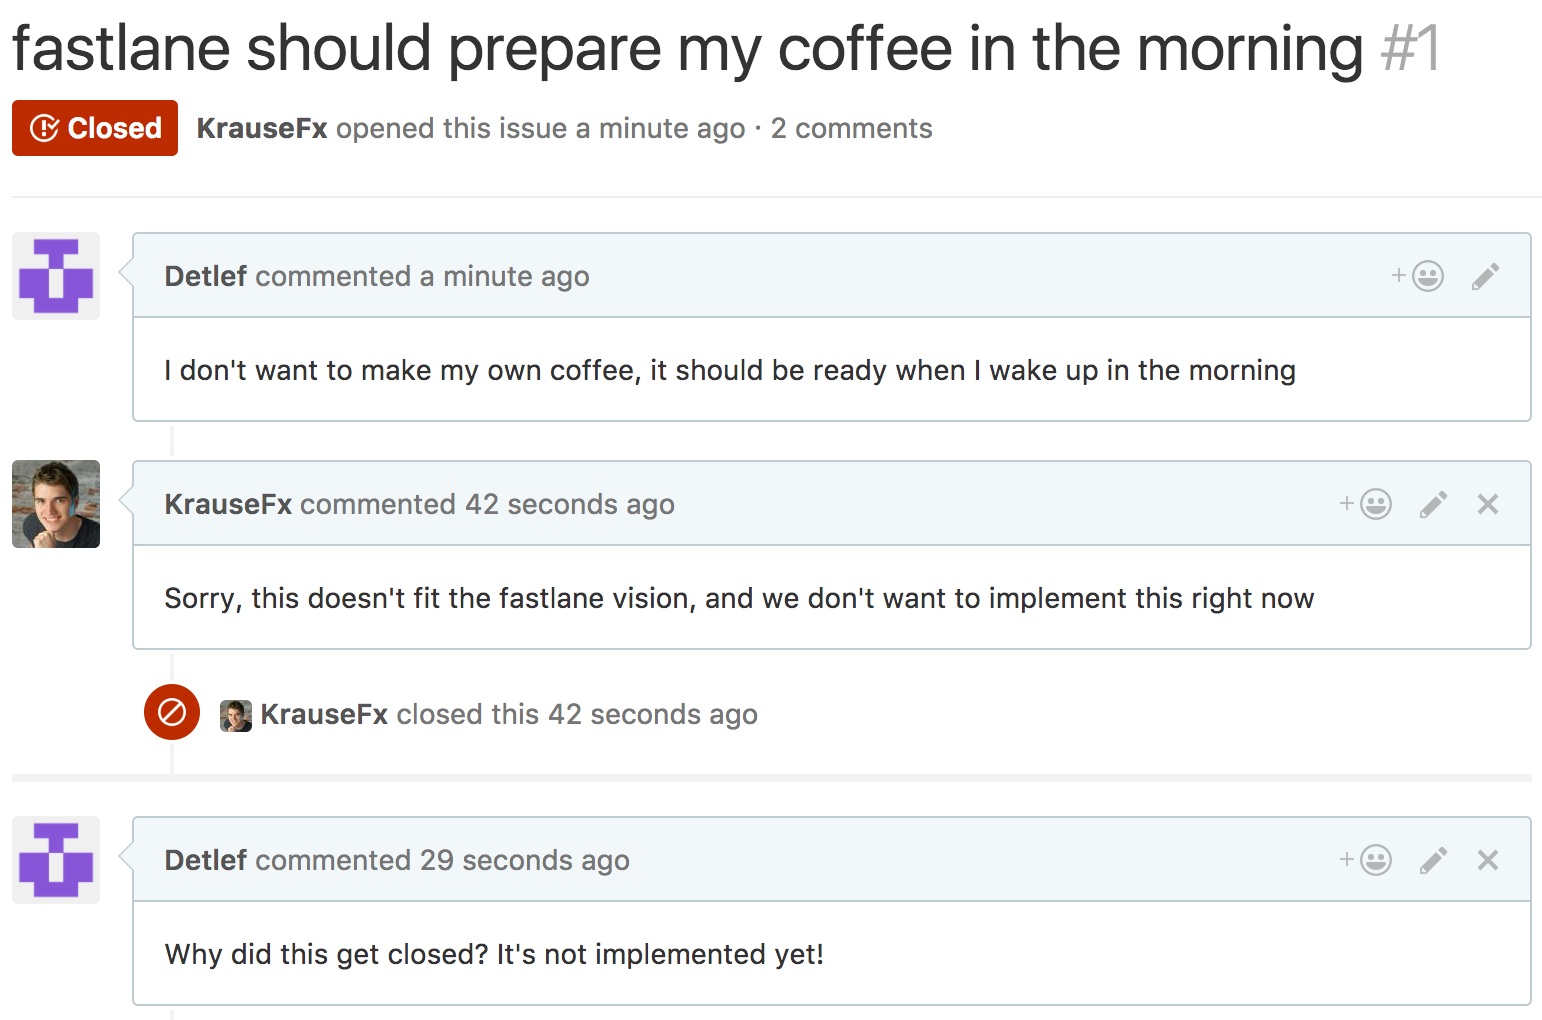 fastlane should prepare my coffee in the morning #1
Closed KrauseFx opened this issue a minute ago · 2 comments
Detlef commented a minute ago
I don't want to make my own coffee, it should be ready when I wake up in the morning
KrauseFx commented 42 seconds ago
Sorry, this doesn't fit the fastlane vision, and we don't want to implement this right now
KrauseFx closed this 42 seconds ago
Detlef commented 29 seconds ago
Why did this get closed? It's not implemented yet!